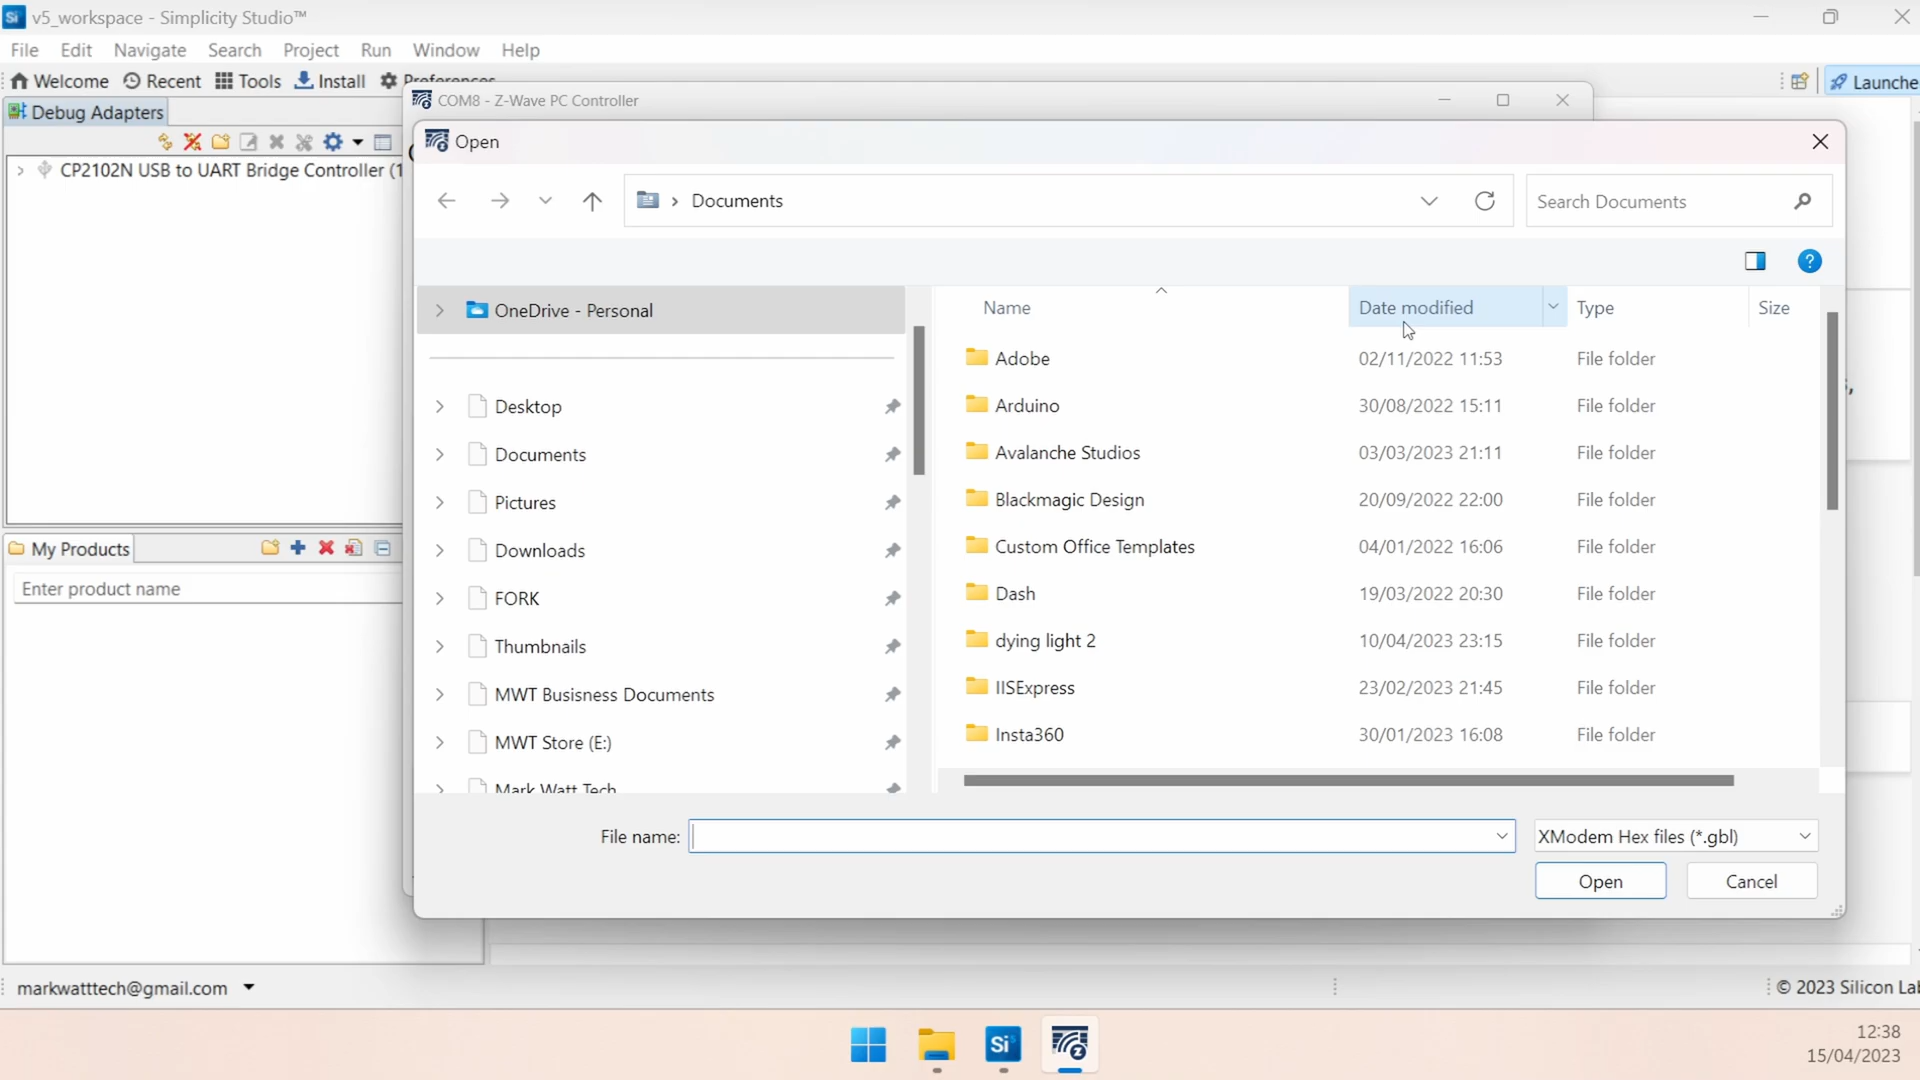 v5_workspace - Simplicity Studio™
File Edit Navigate Search Project Run Window Help
Welcome Recent Tools Install Preferences
Launche
Debug Adapters
COM8 - Z-Wave PC Controller
Open
CP2102N USB to UART Bridge Controller (1
Documents
Search Documents
OneDrive - Personal
Name Date modified Type Size
Desktop
Documents
Pictures
Downloads
FORK
Thumbnails
MWT Busisness Documents
MWT Store (E:)
Mark Watt Tech
Adobe 02/11/2022 11:53 File folder
Arduino 30/08/2022 15:11 File folder
Avalanche Studios 03/03/2023 21:11 File folder
Blackmagic Design 20/09/2022 22:00 File folder
Custom Office Templates 04/01/2022 16:06 File folder
Dash 19/03/2022 20:30 File folder
dying light 2 10/04/2023 23:15 File folder
IISExpress 23/02/2023 21:45 File folder
Insta360 30/01/2023 16:08 File folder
My Products
Enter product name
File name: XModem Hex files (*.gbl)
Open Cancel
markwatttech@gmail.com
© 2023 Silicon Lab
12:38
15/04/2023